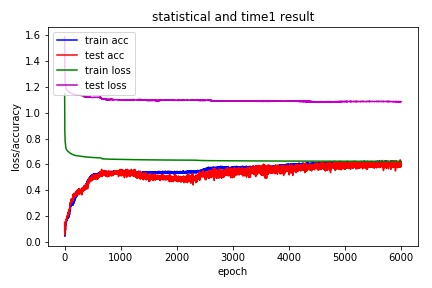 statistical and time1 result
train acc
test acc
train loss
test loss
loss/accuracy
1.6
1.4
1.2
1.0
0.8
0.6
0.4
0.2
0.0
0 1000 2000 3000 4000 5000 6000
epoch